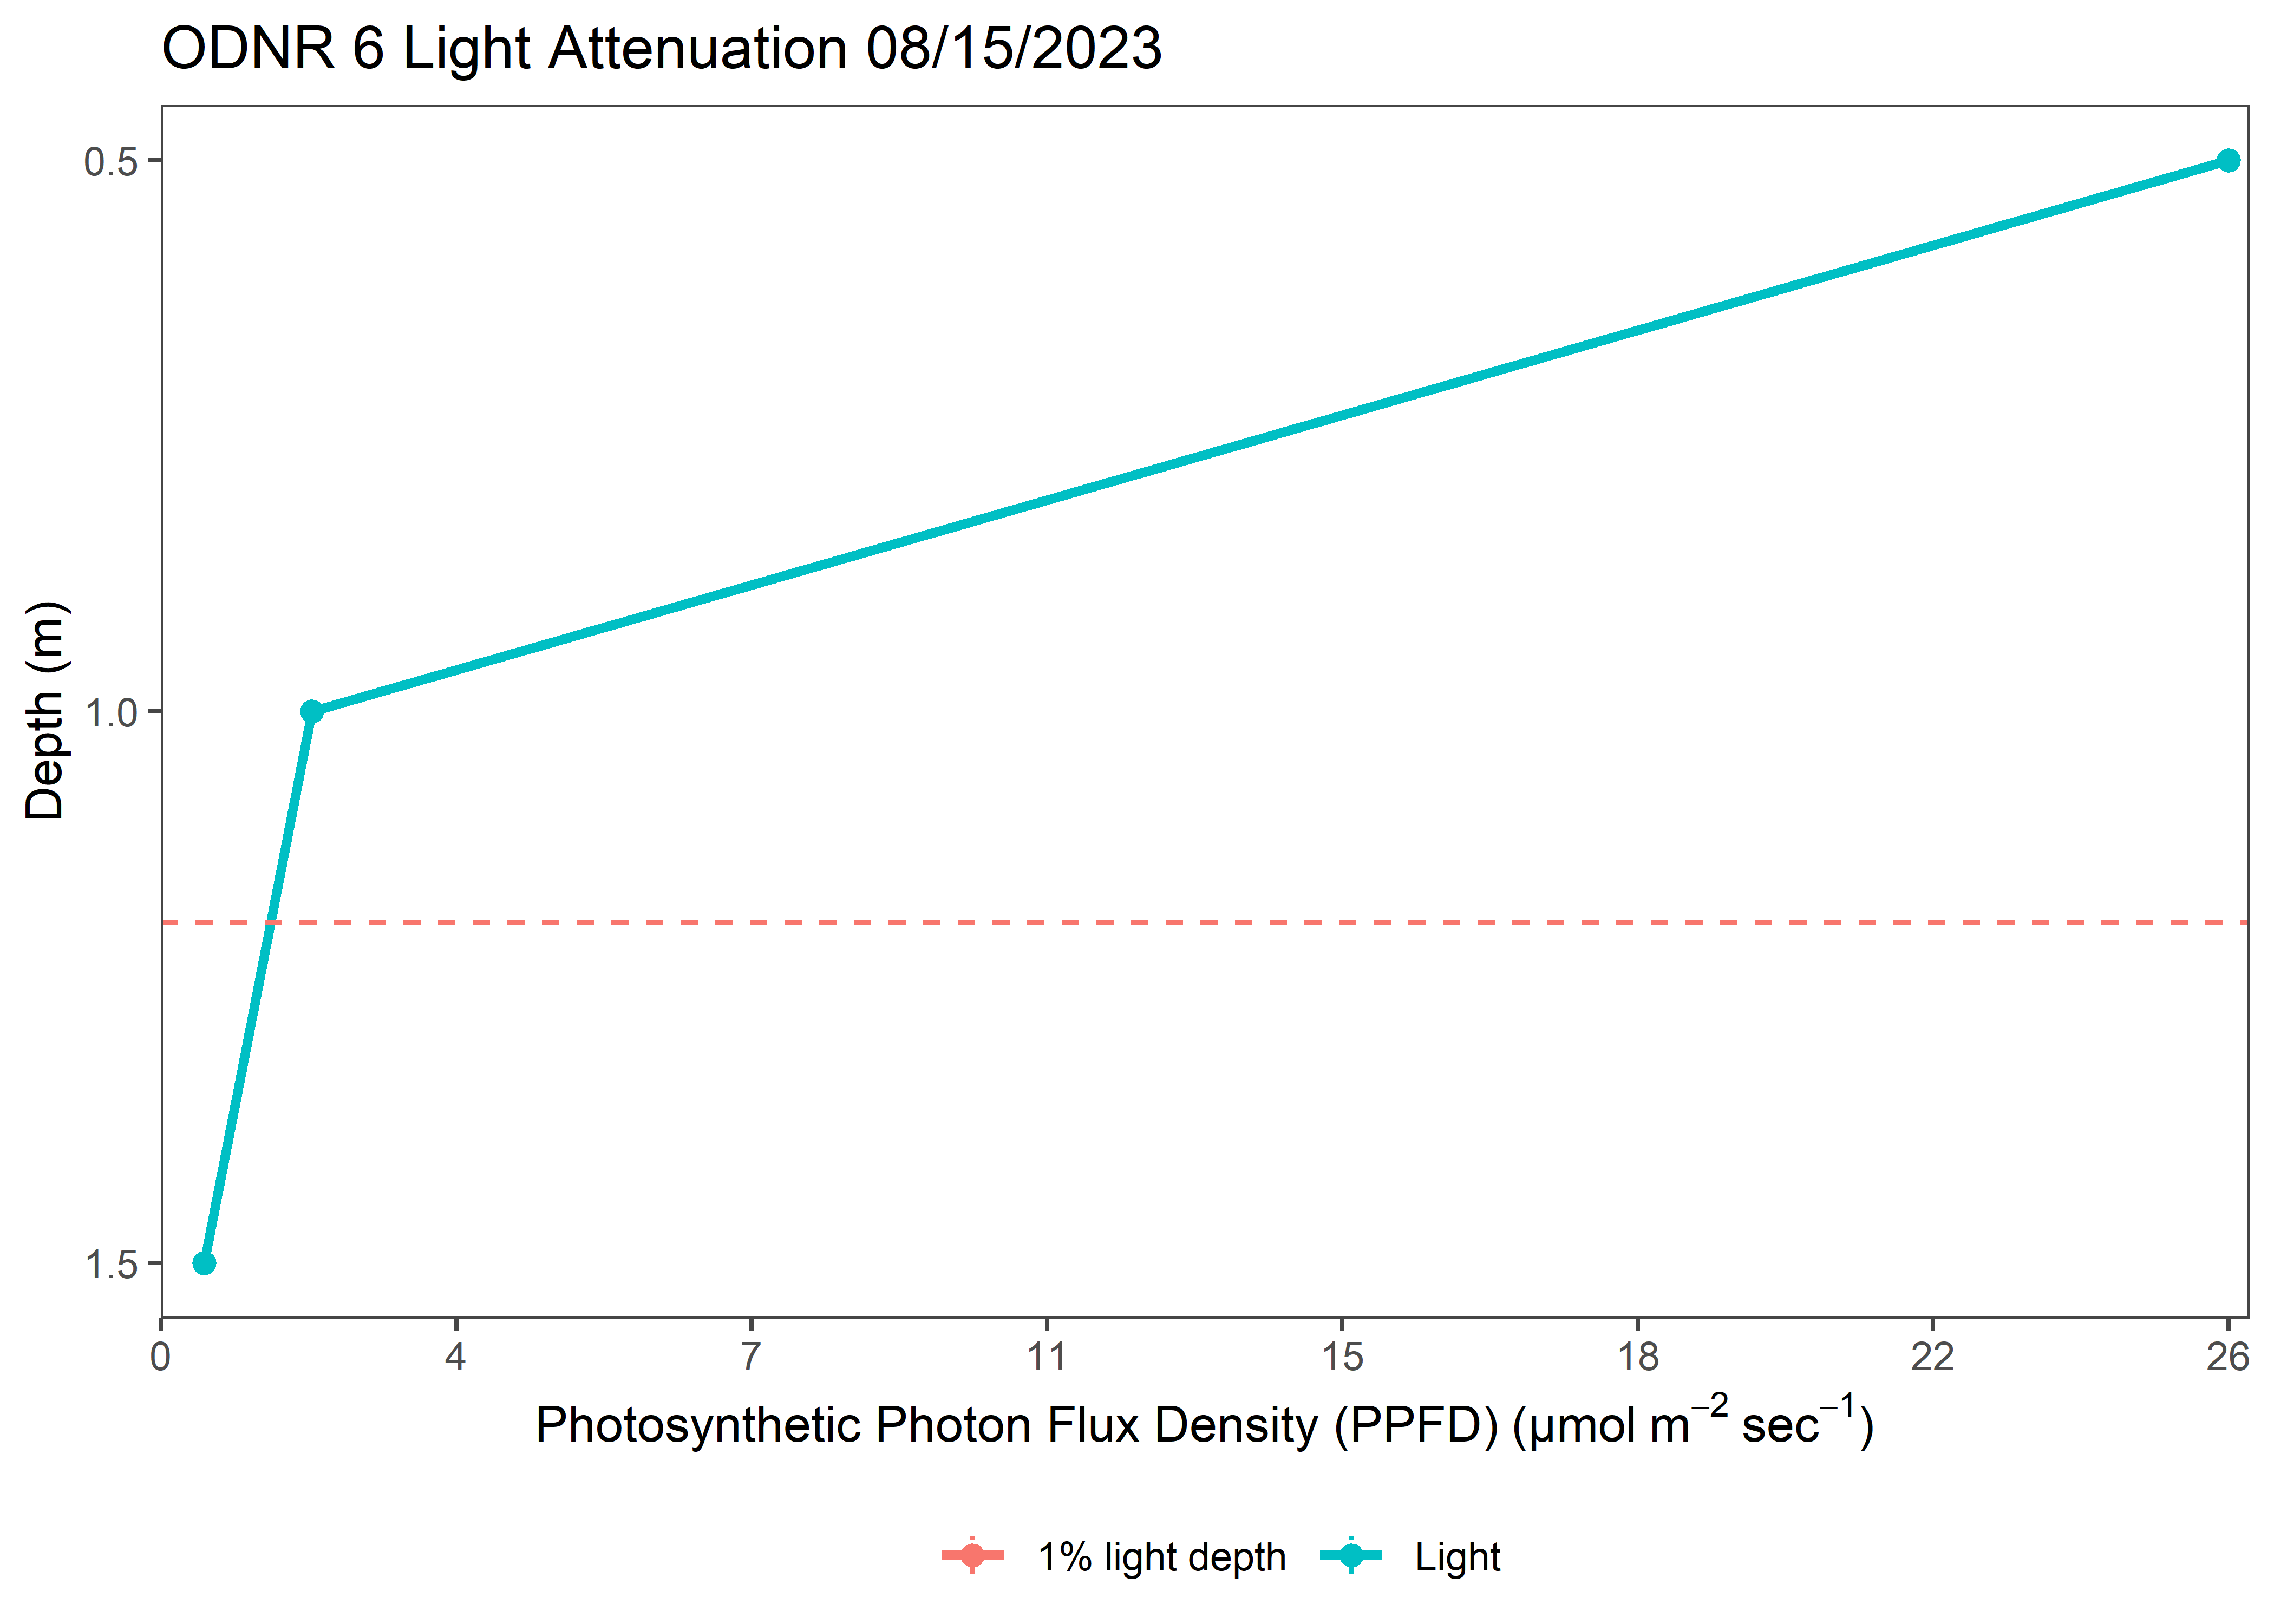 ODNR 6 Light Attenuation 08/15/2023
0.5
1.0
1.5
Depth (m)
0 4 7 11 15 18 22 26
Photosynthetic Photon Flux Density (PPFD) (µmol m⁻² sec⁻¹)
1% light depth Light